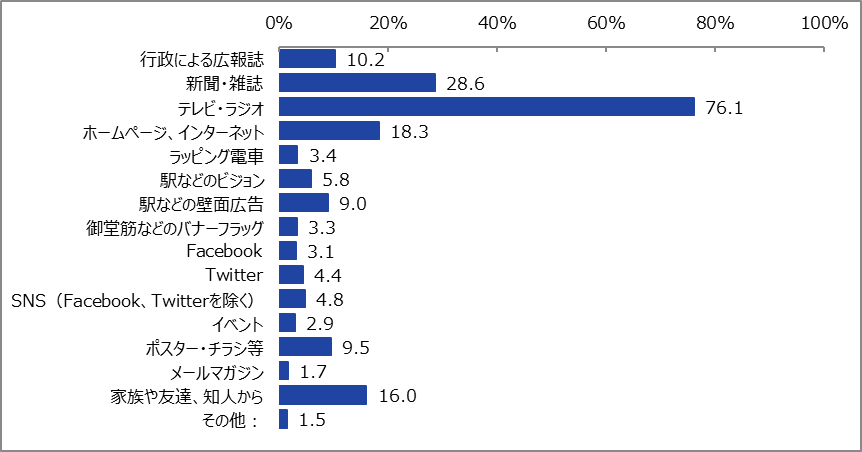 0% 20% 40% 60% 80% 100%
行政による広報誌 10.2
新聞・雑誌 28.6
テレビ・ラジオ 76.1
ホームページ、インターネット 18.3
ラッピング電車 3.4
駅などのビジョン 5.8
駅などの壁面広告 9.0
御堂筋などのバナーフラッグ 3.3
Facebook 3.1
Twitter 4.4
SNS（Facebook、Twitterを除く） 4.8
イベント 2.9
ポスター・チラシ等 9.5
メールマガジン 1.7
家族や友達、知人から 16.0
その他： 1.5